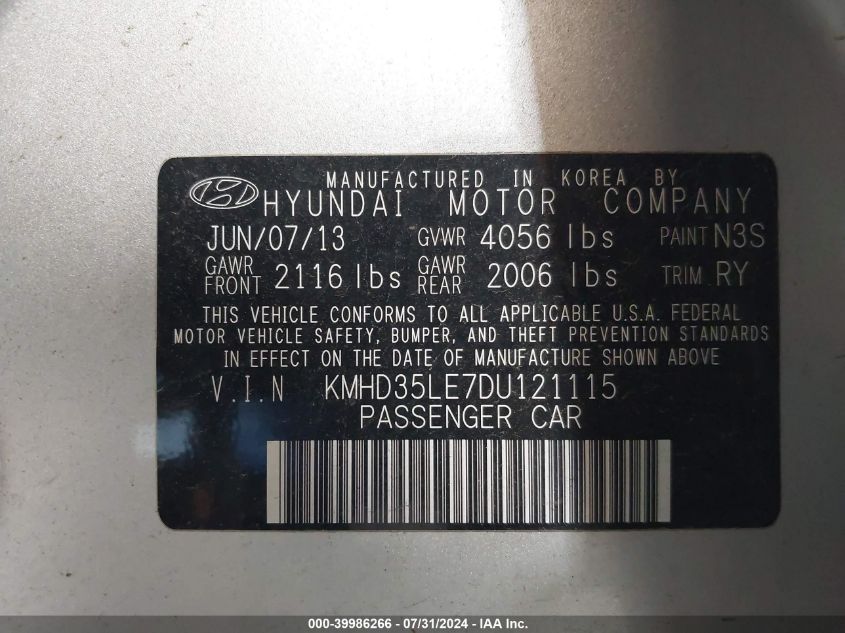 MANUFACTURED IN KOREA BY
HYUNDAI MOTOR COMPANY
JUN/07/13 GVWR 4056 lbs PAINT N3S
GAWR FRONT 2116 lbs GAWR REAR 2006 lbs TRIM RY
THIS VEHICLE CONFORMS TO ALL APPLICABLE U.S.A. FEDERAL
MOTOR VEHICLE SAFETY, BUMPER, AND THEFT PREVENTION STANDARDS
IN EFFECT ON THE DATE OF MANUFACTURE SHOWN ABOVE
V.I.N KMHD35LE7DU121115
PASSENGER CAR
000-39986266 - 07/31/2024 - IAA, Inc.